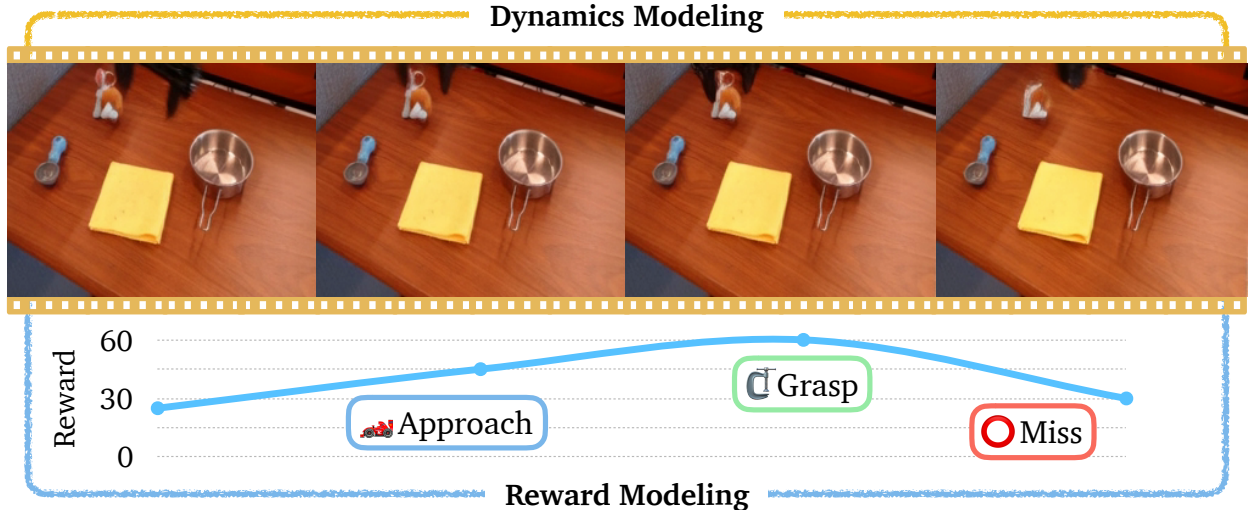 Dynamics Modeling
Reward
60
30
0
Approach
Grasp
Miss
Reward Modeling